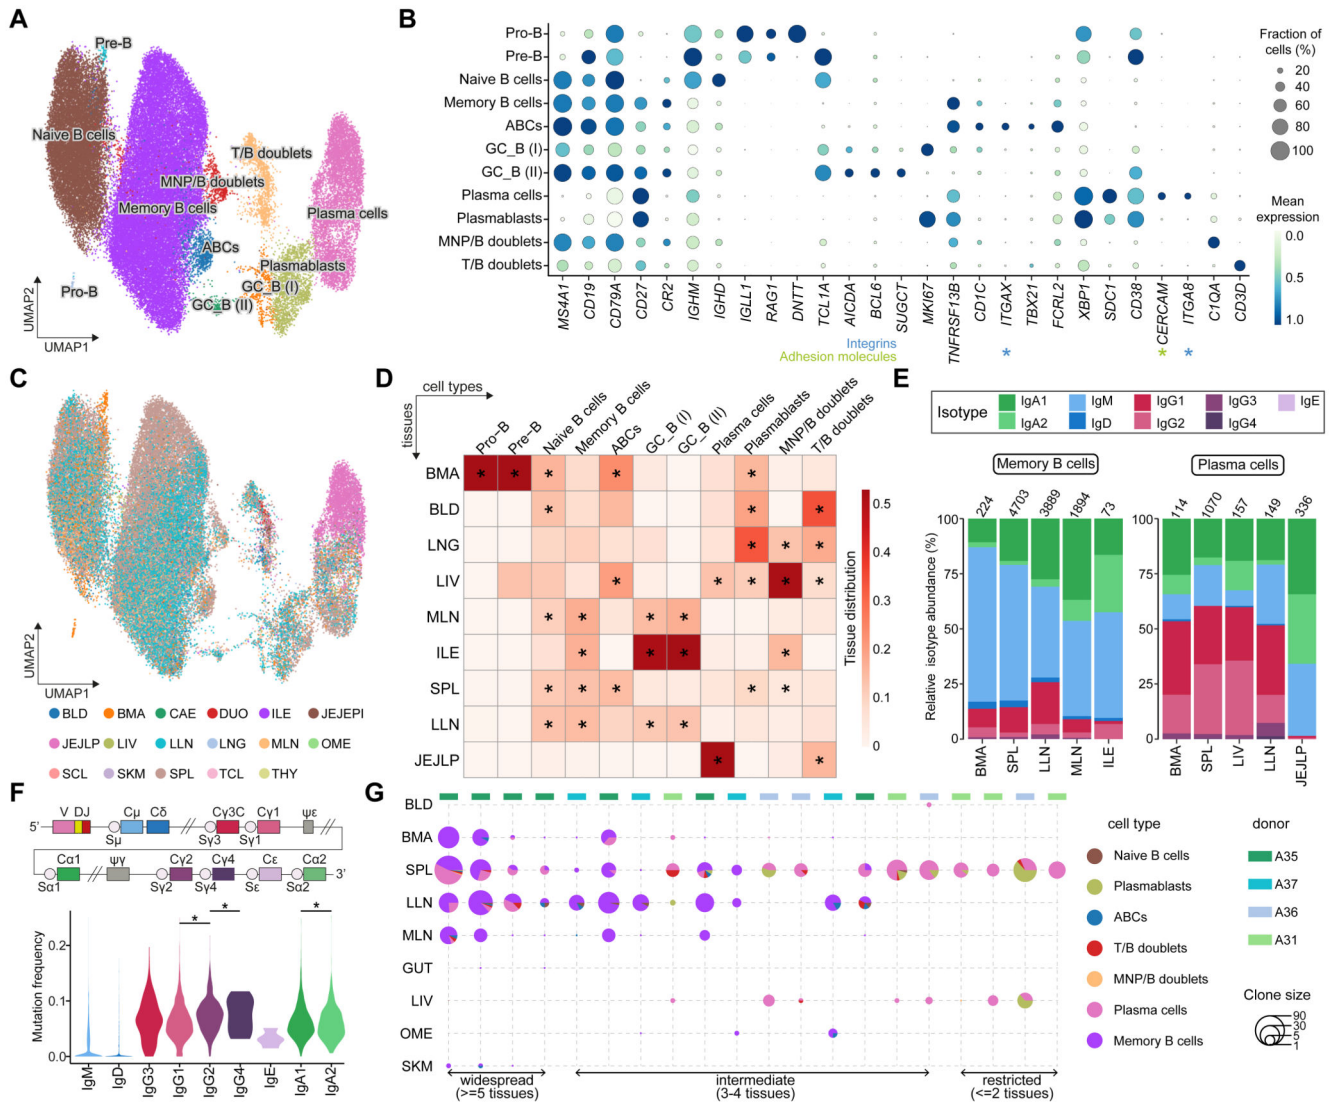 A
Pre-B
Naive B cells
T/B doublets
MNP/B doublets
Memory B cells
Plasma cells
ABCs
Plasmablasts
GC_B (I)
GC_B (II)
Pro-B
UMAP2
UMAP1
B
Pro-B
Pre-B
Naive B cells
Memory B cells
ABCs
GC_B (I)
GC_B (II)
Plasma cells
Plasmablasts
MNP/B doublets
T/B doublets
MS4A1
CD19
CD79A
CD27
CR2
IGHM
IGHD
IGLL1
RAG1
DNTT
TCL1A
AICDA
BCL6
SUGCT
MKI67
TNFRSF13B
CD1C
ITGAX
TBX21
FCRL2
XBP1
SDC1
CD38
CERCAM
ITGA8
C1QA
CD3D
Integrins * *
Adhesion molecules *
Fraction of
cells (%)
20
40
60
80
100
Mean
expression
0.0
0.5
1.0
C
UMAP2
UMAP1
BLD BMA CAE DUO ILE JEJEPI
JEJLP LIV LLN LNG MLN OME
SCL SKM SPL TCL THY
D
cell types
tissues
Pro-B
Pre-B
Naive B cells
Memory B cells
ABCs
GC_B (I)
GC_B (II)
Plasma cells
Plasmablasts
MNP/B doublets
T/B doublets
BMA * * * * *
BLD * * *
LNG * * *
LIV * * * * *
MLN * * * *
ILE * * * *
SPL * * * * *
LLN * * * *
JEJLP * *
Tissue distribution
0.5
0.4
0.3
0.2
0.1
0
E
Isotype
IgA1 IgM IgG1 IgG3 IgE
IgA2 IgD IgG2 IgG4
Memory B cells
Plasma cells
224 4703 3889 1894 73
114 1070 157 149 336
Relative isotype abundance (%)
100
75
50
25
0
BMA SPL LLN MLN ILE
100
75
50
25
0
BMA SPL LIV LLN JEJLP
F
V DJ Cμ Cδ Cγ3C Cγ1 ψε
5' Sμ Sγ3 Sγ1
Cα1 ψγ Cγ2 Cγ4 Cε Cα2
3'
Sα1 Sγ2 Sγ4 Sε Sα2
* * *
Mutation frequency
0.2
0.1
0.0
IgM IgD IgG3 IgG1 IgG2 IgG4 IgE IgA1 IgA2
G
BLD
BMA
SPL
LLN
MLN
GUT
LIV
OME
SKM
widespread
(>=5 tissues)
intermediate
(3-4 tissues)
restricted
(<=2 tissues)
cell type
Naive B cells
Plasmablasts
ABCs
T/B doublets
MNP/B doublets
Plasma cells
Memory B cells
donor
A35
A37
A36
A31
Clone size
90
30
5
1